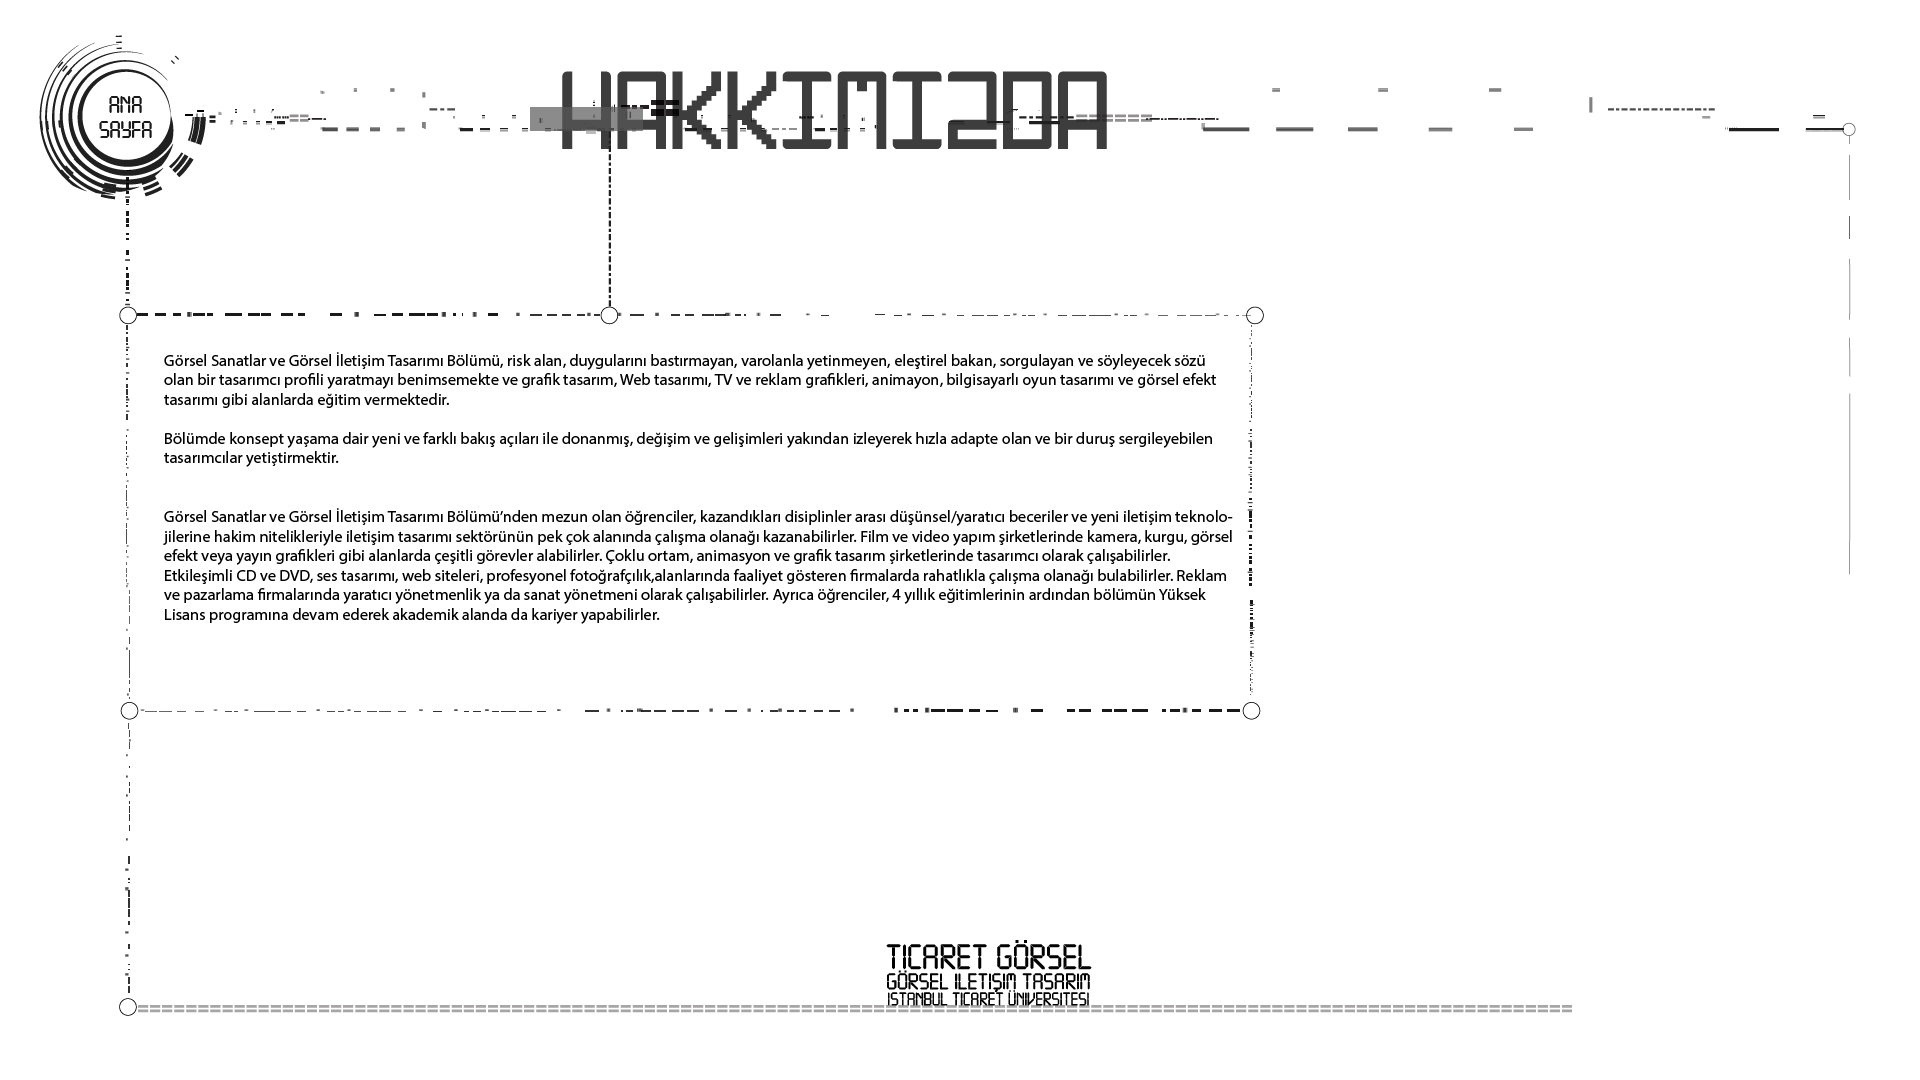 ANA
SAYFA
HAKKIMIZDA
Görsel Sanatlar ve Görsel İletişim Tasarımı Bölümü, risk alan, duygularını bastırmayan, varolanla yetinmeyen, eleştirel bakan, sorgulayan ve söyleyecek sözü
olan bir tasarımcı profili yaratmayı benimsemekte ve grafik tasarım, Web tasarımı, TV ve reklam grafikleri, animayon, bilgisayarlı oyun tasarımı ve görsel efekt
tasarımı gibi alanlarda eğitim vermektedir.
Bölümde konsept yaşama dair yeni ve farklı bakış açıları ile donanmış, değişim ve gelişimleri yakından izleyerek hızla adapte olan ve bir duruş sergileyebilen
tasarımcılar yetiştirmektir.
Görsel Sanatlar ve Görsel İletişim Tasarımı Bölümü’nden mezun olan öğrenciler, kazandıkları disiplinler arası düşünsel/yaratıcı beceriler ve yeni iletişim teknolo-
jilerine hakim nitelikleriyle iletişim tasarımı sektörünün pek çok alanında çalışma olanağı kazanabilirler. Film ve video yapım şirketlerinde kamera, kurgu, görsel
efekt veya yayın grafikleri gibi alanlarda çeşitli görevler alabilirler. Çoklu ortam, animasyon ve grafik tasarım şirketlerinde tasarımcı olarak çalışabilirler.
Etkileşimli CD ve DVD, ses tasarımı, web siteleri, profesyonel fotoğrafçılık,alanlarında faaliyet gösteren firmalarda rahatlıkla çalışma olanağı bulabilirler. Reklam
ve pazarlama firmalarında yaratıcı yönetmenlik ya da sanat yönetmeni olarak çalışabilirler. Ayrıca öğrenciler, 4 yıllık eğitimlerinin ardından bölümün Yüksek
Lisans programına devam ederek akademik alanda da kariyer yapabilirler.
TICARET GÖRSEL
GÖRSEL ILETIŞIM TASARIM
ISTANBUL TICARET ÜNIVERSITESI